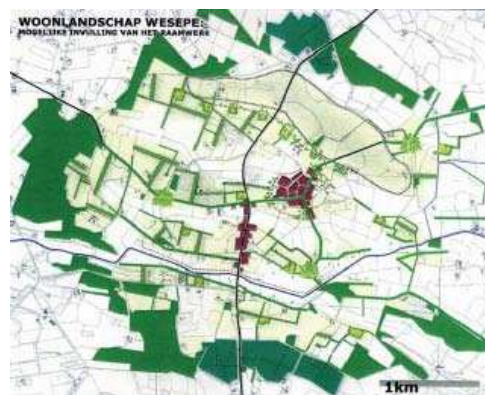 WOONLANDSCHAP WESEPE:
MOGELIJKE INVULLING VAN HET RAAMWERK
1km